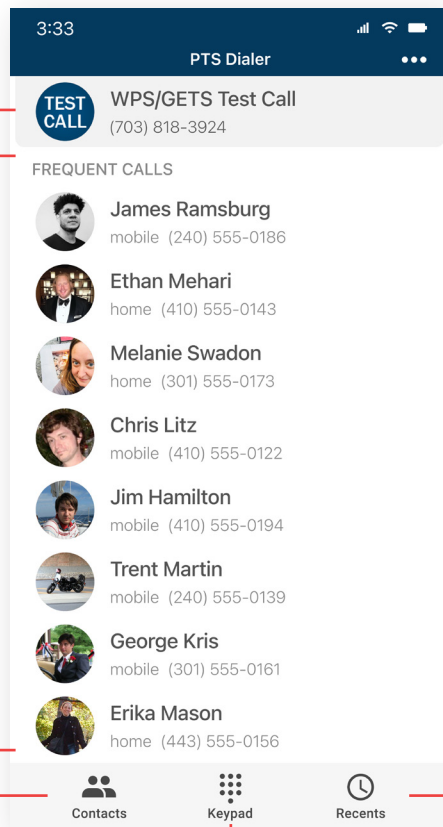 3:33
PTS Dialer
TEST
CALL
WPS/GETS Test Call
(703) 818-3924
FREQUENT CALLS
James Ramsburg
mobile (240) 555-0186
Ethan Mehari
home (410) 555-0143
Melanie Swadon
home (301) 555-0173
Chris Litz
mobile (410) 555-0122
Jim Hamilton
mobile (410) 555-0194
Trent Martin
mobile (240) 555-0139
George Kris
mobile (301) 555-0161
Erika Mason
home (443) 555-0156
Contacts
Keypad
Recents